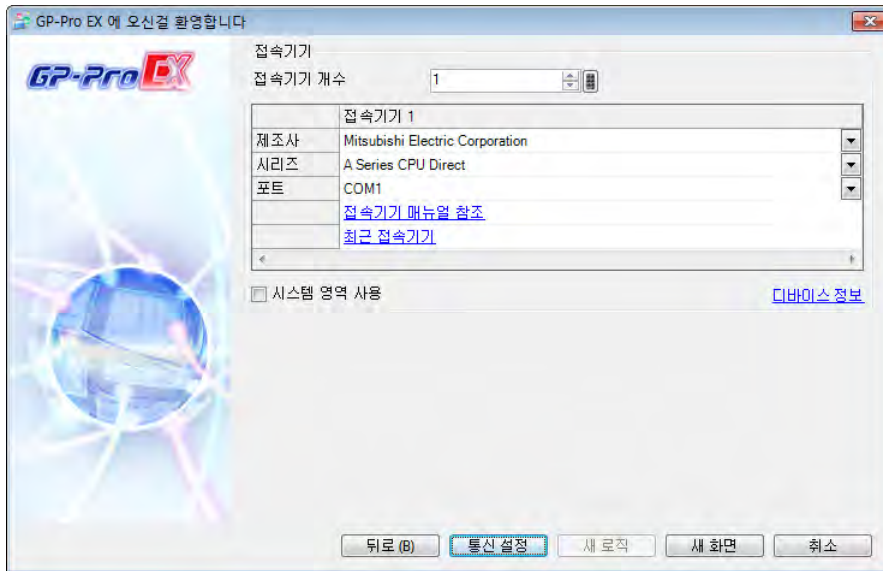 GP-Pro EX 에 오신걸 환영합니다
GP-Pro EX
접속기기
접속기기 개수 1
접속기기 1
제조사 Mitsubishi Electric Corporation
시리즈 A Series CPU Direct
포트 COM1
접속기기 매뉴얼 참조
최근 접속기기
시스템 영역 사용 디바이스 정보
뒤로 (B) 통신 설정 새 로직 새 화면 취소